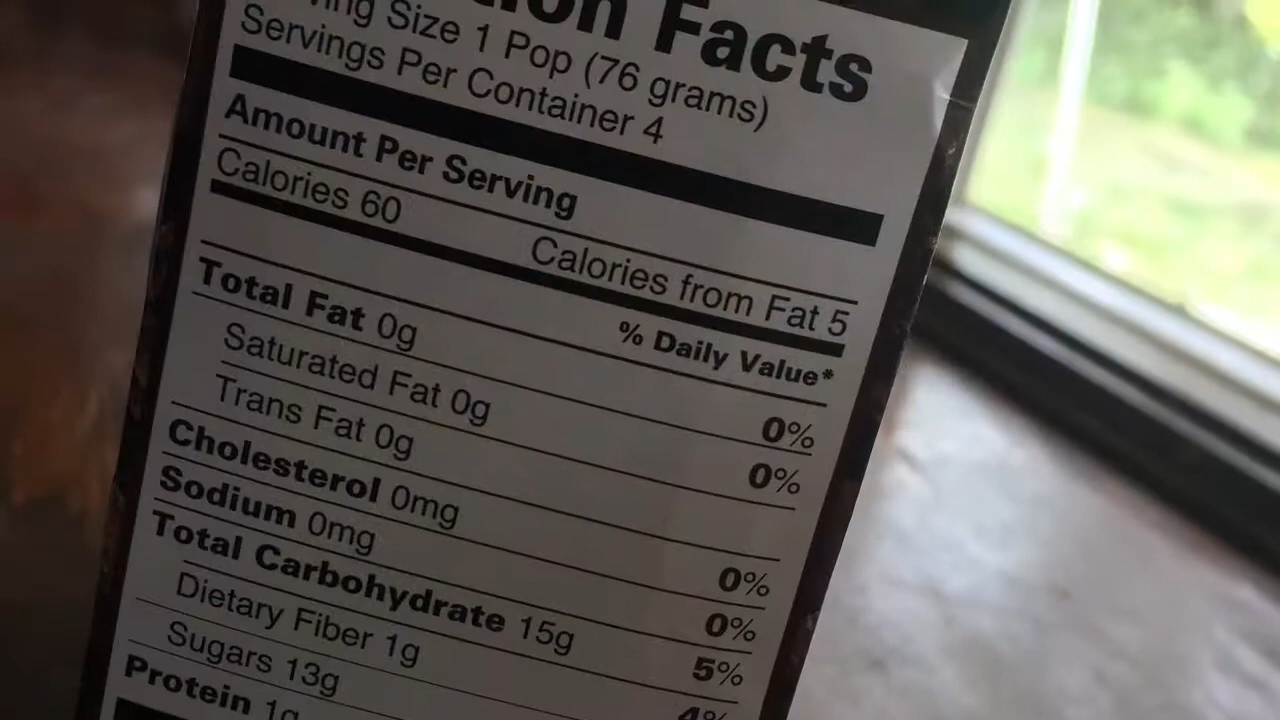 Facts
Size 1 Pop (76 grams)
Servings Per Container 4
Amount Per Serving
Calories 60 Calories from Fat 5
% Daily Value*
Total Fat 0g 0%
Saturated Fat 0g 0%
Trans Fat 0g
Cholesterol 0mg 0%
Sodium 0mg 0%
Total Carbohydrate 15g 5%
Dietary Fiber 1g 4%
Sugars 13g
Protein 1g